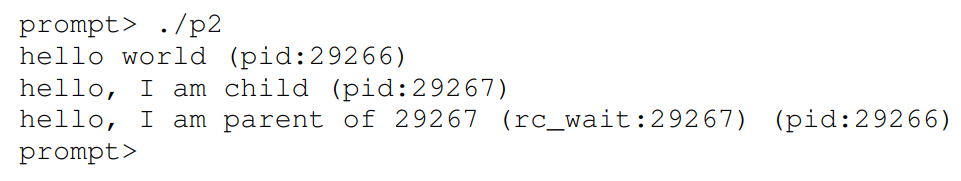 prompt> ./p2
hello world (pid:29266)
hello, I am child (pid:29267)
hello, I am parent of 29267 (rc_wait:29267) (pid:29266)
prompt>